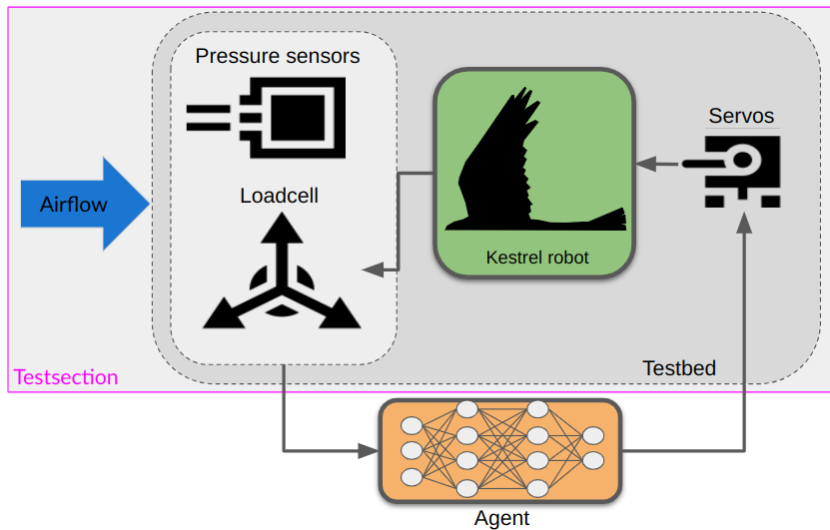 Pressure sensors
Servos
Airflow
Loadcell
Kestrel robot
Testbed
Testsection
Agent